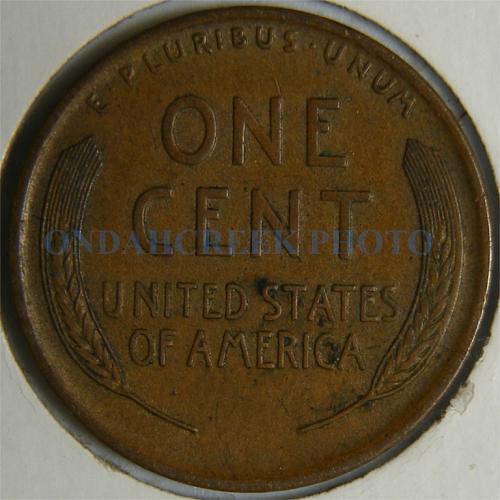 E·PLURIBUS·UNUM
ONE
CENT
ONDAHCREEK PHOTO
UNITED STATES
OF AMERICA